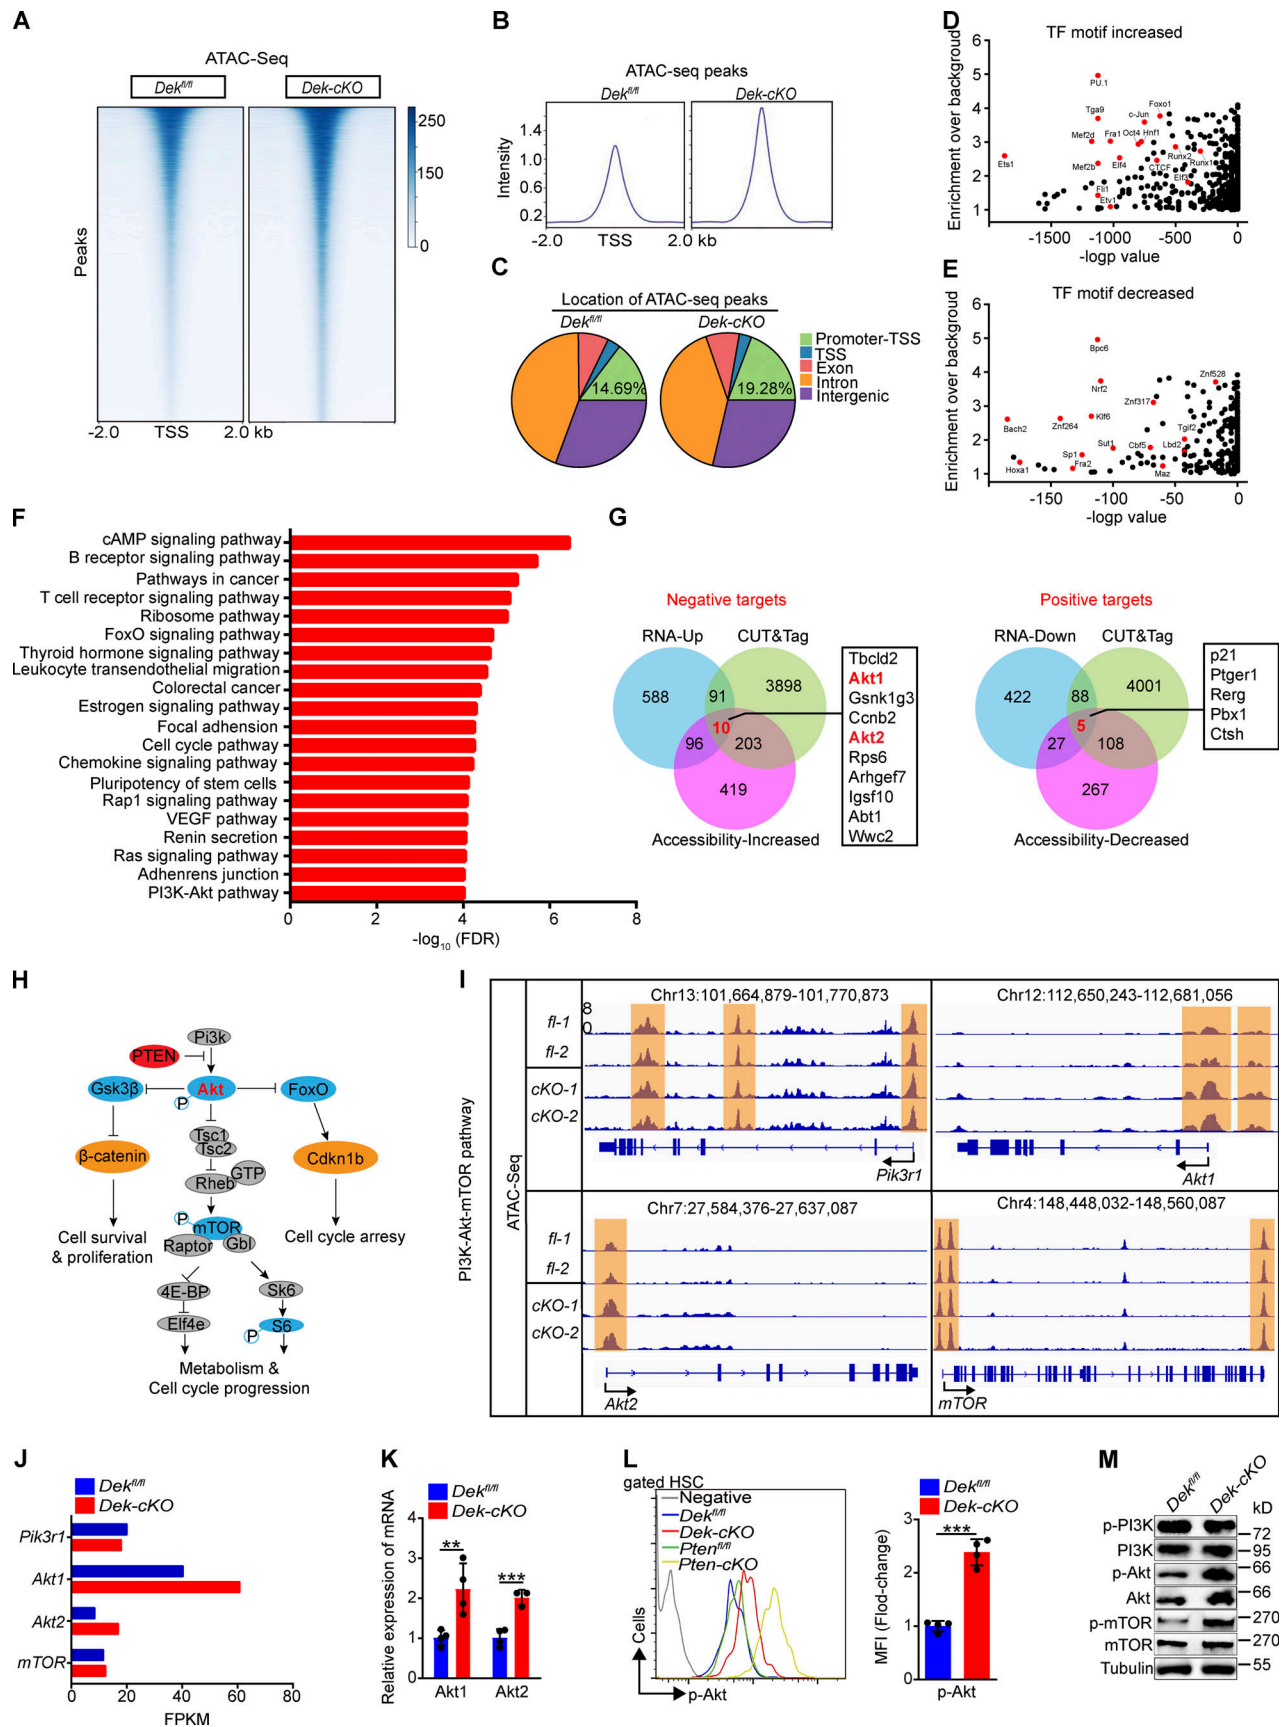 A
ATAC-Seq
Dekfl/fl
Dek-cKO
250
150
0
Peaks
-2.0
TSS
2.0 kb
B
ATAC-seq peaks
Dekfl/fl
Dek-cKO
Intensity
1.4
1.0
0.6
0.2
-2.0
TSS
2.0 kb
C
Location of ATAC-seq peaks
Dekfl/fl
Dek-cKO
14.69%
19.28%
Promoter-TSS
TSS
Exon
Intron
Intergenic
D
TF motif increased
Enrichment over backgroud
6
5
4
3
2
1
PU.1
Tga9
Foxo1
c-Jun
Mef2d
Fra1
Oct4
Hnf1
Ets1
Mef2b
Elf4
CTCF
Runx2
Runx1
Fli1
Elf3
Etv1
-1500
-1000
-500
0
-logp value
E
TF motif decreased
Enrichment over backgroud
6
5
4
3
2
1
Bpc6
Nrf2
Znf528
Znf317
Bach2
Znf264
Klf6
Tgif2
Sut1
Cbf5
Lbd2
Sp1
Hoxa1
Fra2
Maz
-150
-100
-50
0
-logp value
F
cAMP signaling pathway
B receptor signaling pathway
Pathways in cancer
T cell receptor signaling pathway
Ribosome pathway
FoxO signaling pathway
Thyroid hormone signaling pathway
Leukocyte transendothelial migration
Colorectal cancer
Estrogen signaling pathway
Focal adhension
Cell cycle pathway
Chemokine signaling pathway
Pluripotency of stem cells
Rap1 signaling pathway
VEGF pathway
Renin secretion
Ras signaling pathway
Adhenrens junction
PI3K-Akt pathway
0
2
4
6
8
-log10 (FDR)
G
Negative targets
RNA-Up
CUT&Tag
588
91
3898
10
96
203
419
Accessibility-Increased
Tbcld2
Akt1
Gsnk1g3
Ccnb2
Akt2
Rps6
Arhgef7
Igsf10
Abt1
Wwc2
Positive targets
RNA-Down
CUT&Tag
422
88
4001
5
27
108
267
Accessibility-Decreased
p21
Ptger1
Rerg
Pbx1
Ctsh
H
Pi3k
PTEN
Gsk3β
Akt
FoxO
P
Tsc1
Tsc2
β-catenin
Cdkn1b
Rheb
GTP
P
mTOR
Raptor
Gbl
Cell survival
& proliferation
Cell cycle arresy
4E-BP
Sk6
Elf4e
P
S6
Metabolism &
Cell cycle progression
I
PI3K-Akt-mTOR pathway
ATAC-Seq
Chr13:101,664,879-101,770,873
Chr12:112,650,243-112,681,056
8
0
fl-1
fl-2
cKO-1
cKO-2
Pik3r1
Akt1
Chr7:27,584,376-27,637,087
Chr4:148,448,032-148,560,087
fl-1
fl-2
cKO-1
cKO-2
Akt2
mTOR
J
Dekfl/fl
Dek-cKO
Pik3r1
Akt1
Akt2
mTOR
0
20
40
60
80
FPKM
K
Dekfl/fl
Dek-cKO
Relative expression of mRNA
4
3
2
1
0
**
***
Akt1
Akt2
L
gated HSC
Negative
Dekfl/fl
Dek-cKO
Ptenfl/fl
Pten-cKO
Cells
p-Akt
Dekfl/fl
Dek-cKO
MFI (Flod-change)
3
2
1
0
***
p-Akt
M
Dekfl/fl
Dek-cKO
kD
p-PI3K
72
PI3K
95
p-Akt
66
Akt
66
p-mTOR
270
mTOR
270
Tubulin
55